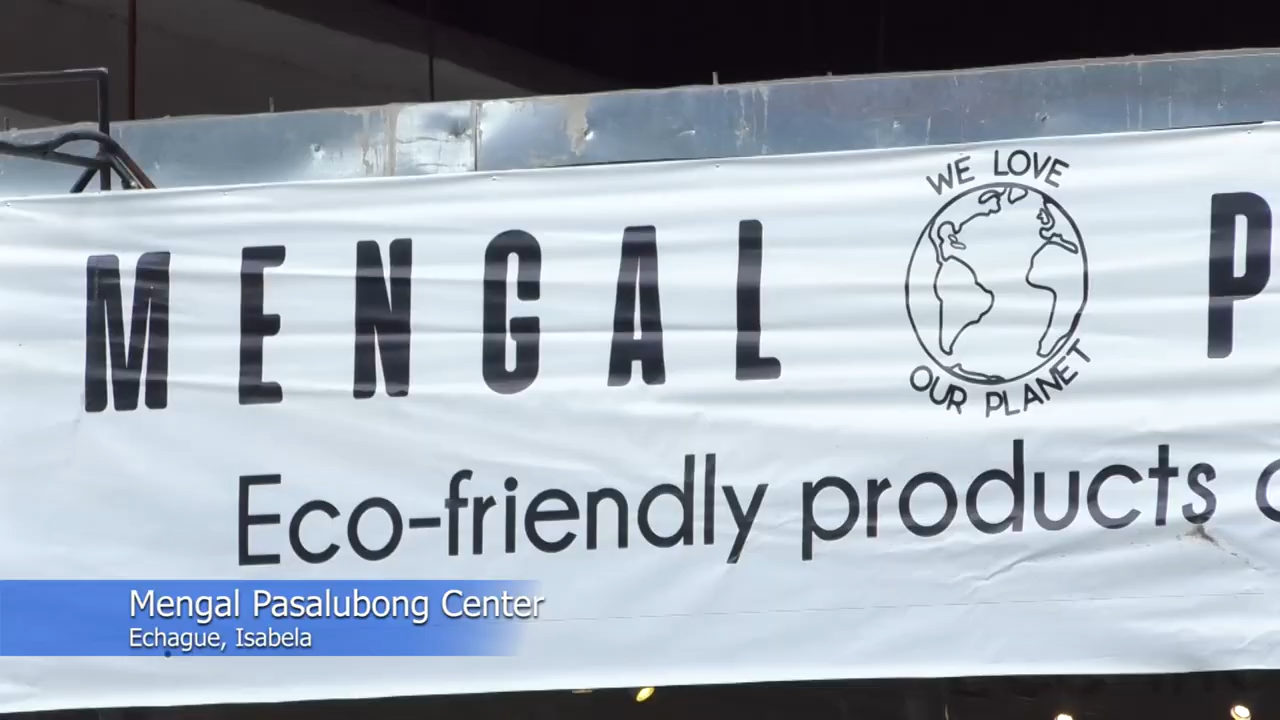 WE LOVE
MENGAL P
OUR PLANET
Eco-friendly products
Mengal Pasalubong Center
Echague, Isabela